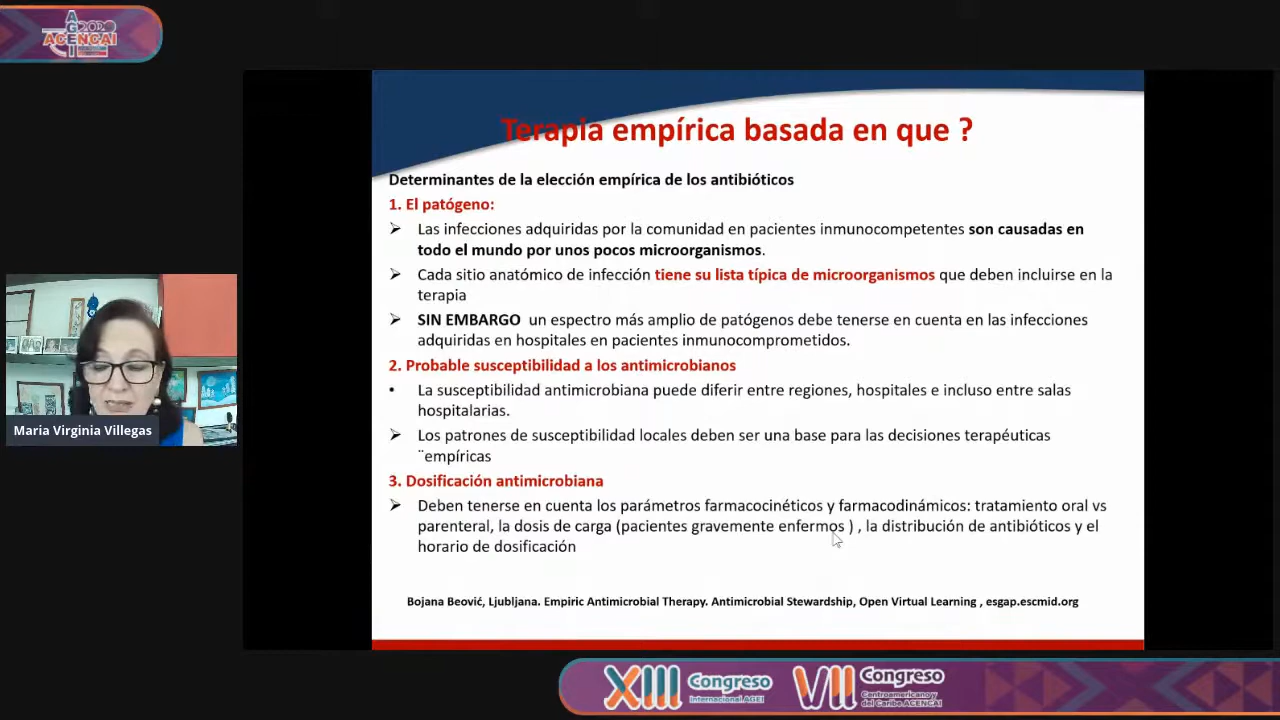 AGEI
2020
ACENCAI
Terapia empírica basada en que ?
Determinantes de la elección empírica de los antibióticos
1. El patógeno:
Las infecciones adquiridas por la comunidad en pacientes inmunocompetentes son causadas en
todo el mundo por unos pocos microorganismos.
Cada sitio anatómico de infección tiene su lista típica de microorganismos que deben incluirse en la
terapia
SIN EMBARGO un espectro más amplio de patógenos debe tenerse en cuenta en las infecciones
adquiridas en hospitales en pacientes inmunocomprometidos.
2. Probable susceptibilidad a los antimicrobianos
• La susceptibilidad antimicrobiana puede diferir entre regiones, hospitales e incluso entre salas
hospitalarias.
Los patrones de susceptibilidad locales deben ser una base para las decisiones terapéuticas
¨empíricas
3. Dosificación antimicrobiana
Deben tenerse en cuenta los parámetros farmacocinéticos y farmacodinámicos: tratamiento oral vs
parenteral, la dosis de carga (pacientes gravemente enfermos ) , la distribución de antibióticos y el
horario de dosificación
Bojana Beović, Ljubljana. Empiric Antimicrobial Therapy. Antimicrobial Stewardship, Open Virtual Learning , esgap.escmid.org
Maria Virginia Villegas
XIII Congreso
Internacional AGEI
VII Congreso
Centroamericano y
del Caribe ACENCAI